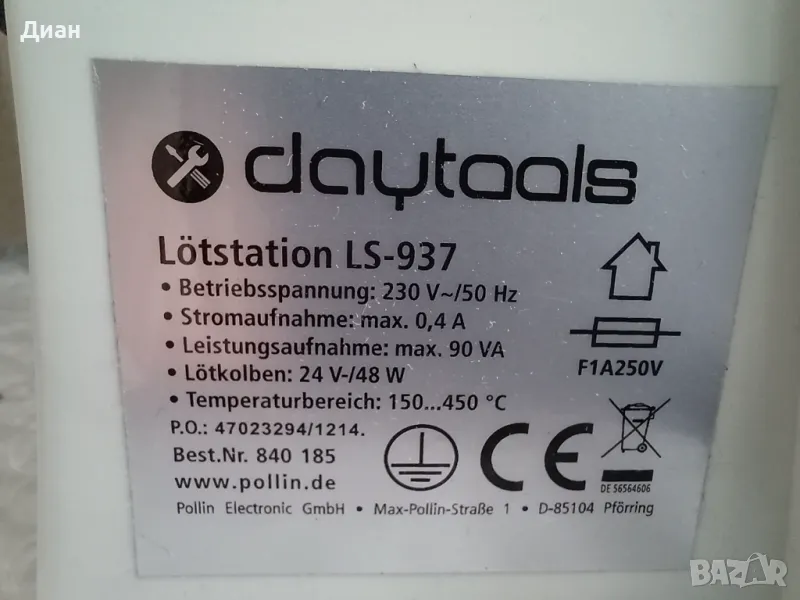 Диан
daytools
Lötstation LS-937
• Betriebsspannung: 230 V~/50 Hz
• Stromaufnahme: max. 0,4 A
• Leistungsaufnahme: max. 90 VA
• Lötkolben: 24 V-/48 W
• Temperaturbereich: 150...450 °C
F1A250V
P.O.: 47023294/1214.
Best.Nr. 840 185
www.pollin.de
CE
DE 56564606
Pollin Electronic GmbH • Max-Pollin-Straße 1 • D-85104 Pförring
BAZAR